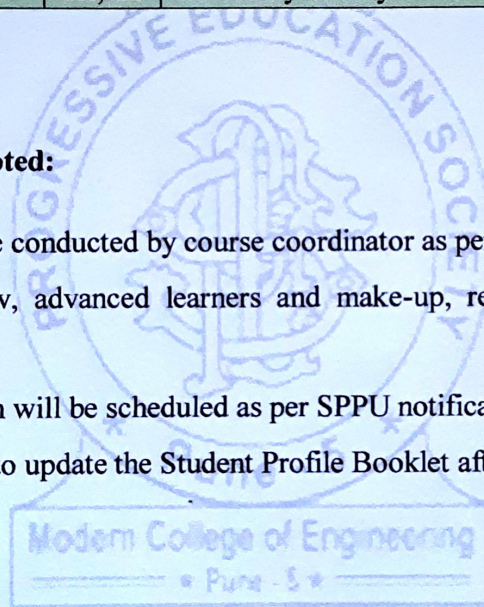 PROGRESSIVE EDUCATION SOCIETY
oted:
e conducted by course coordinator as pe
v, advanced learners and make-up, re
n will be scheduled as per SPPU notifica
to update the Student Profile Booklet aft
Modern College of Engineering
* Pune - 5 *